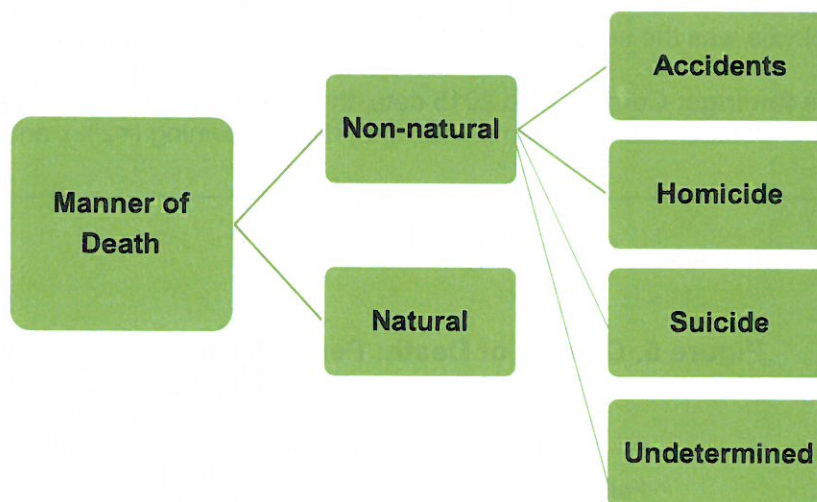 Accidents
Non-natural
Homicide
Manner of
Death
Natural
Suicide
Undetermined